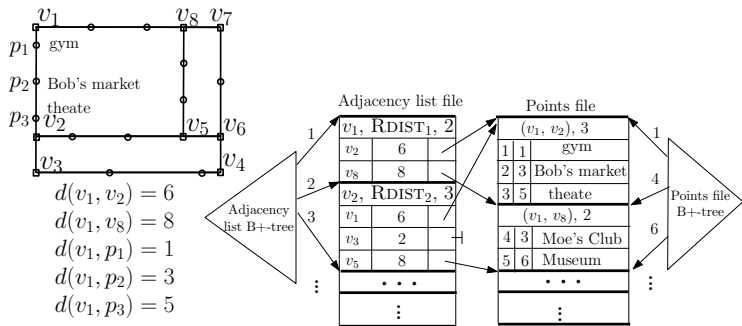 v₁ v₈ v₇
p₁ gym
p₂ Bob's market
p₃ theate
v₂ v₅ v₆
v₃ v₄
d(v₁, v₂) = 6
d(v₁, v₈) = 8
d(v₁, p₁) = 1
d(v₁, p₂) = 3
d(v₁, p₃) = 5
Adjacency
list B+-tree
1
2
3
Adjacency list file
v₁, RDIST₁, 2
v₂ 6
v₈ 8
v₂, RDIST₂, 3
v₁ 6
v₃ 2
v₅ 8
⋮ • • •
⋮
Points file
(v₁, v₂), 3
1 1 gym
2 3 Bob's market
3 5 theate
(v₁, v₈), 2
4 3 Moe's Club
5 6 Museum
• • • ⋮
⋮
1
4
6
Points file
B+-tree